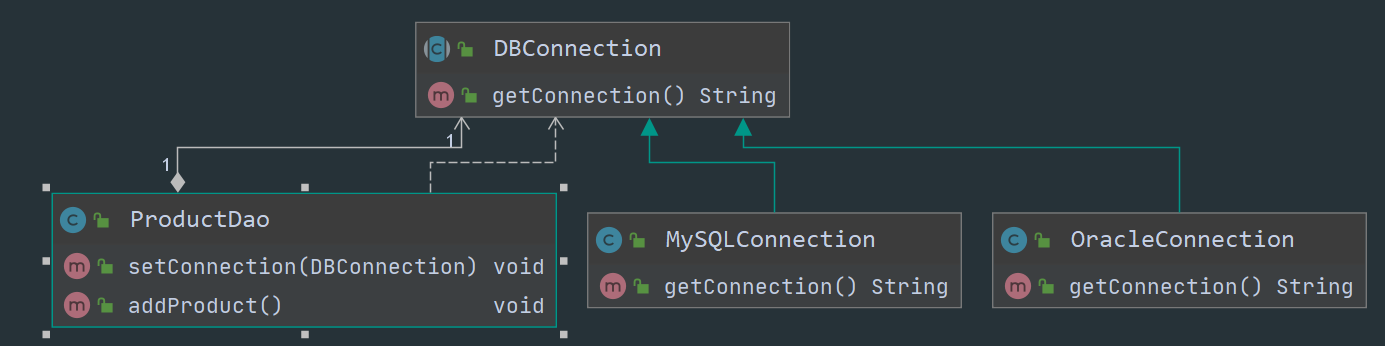 C DBConnection
m getConnection() String
1
1
C ProductDao
m setConnection(DBConnection) void
m addProduct() void
C MySQLConnection
m getConnection() String
C OracleConnection
m getConnection() String